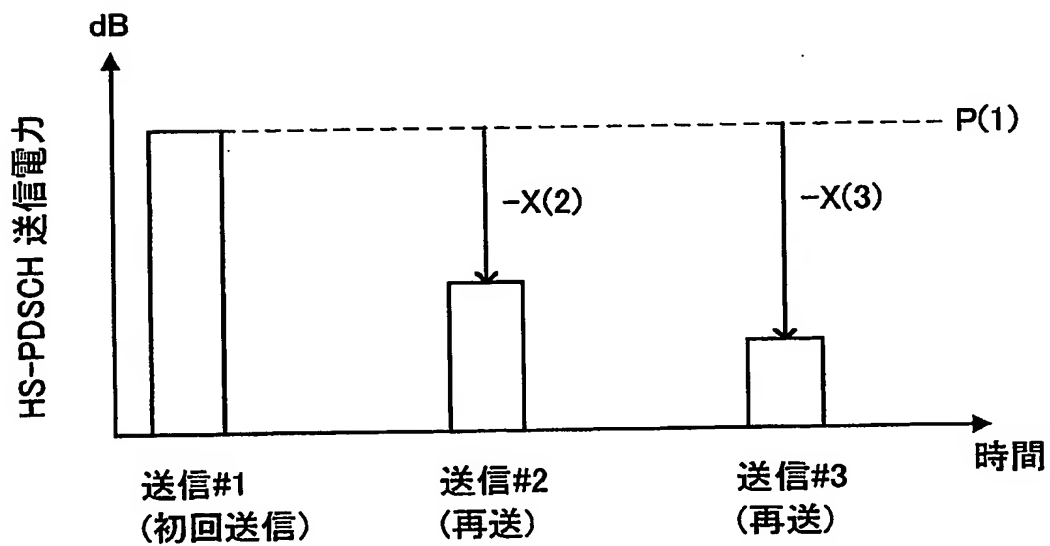 dB
HS-PDSCH 送信電力
P(1)
-X(2)
-X(3)
時間
送信#1
(初回送信)
送信#2
(再送)
送信#3
(再送)